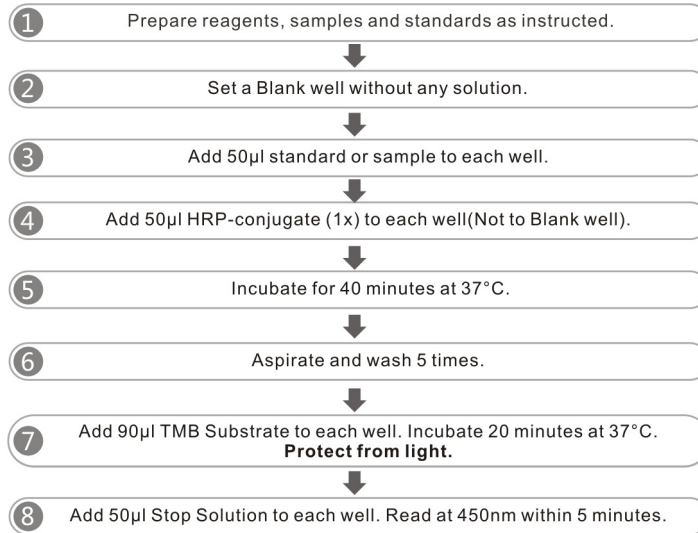 1 Prepare reagents, samples and standards as instructed.
2 Set a Blank well without any solution.
3 Add 50μl standard or sample to each well.
4 Add 50μl HRP-conjugate (1x) to each well(Not to Blank well).
5 Incubate for 40 minutes at 37°C.
6 Aspirate and wash 5 times.
7 Add 90μl TMB Substrate to each well. Incubate 20 minutes at 37°C.
Protect from light.
8 Add 50μl Stop Solution to each well. Read at 450nm within 5 minutes.